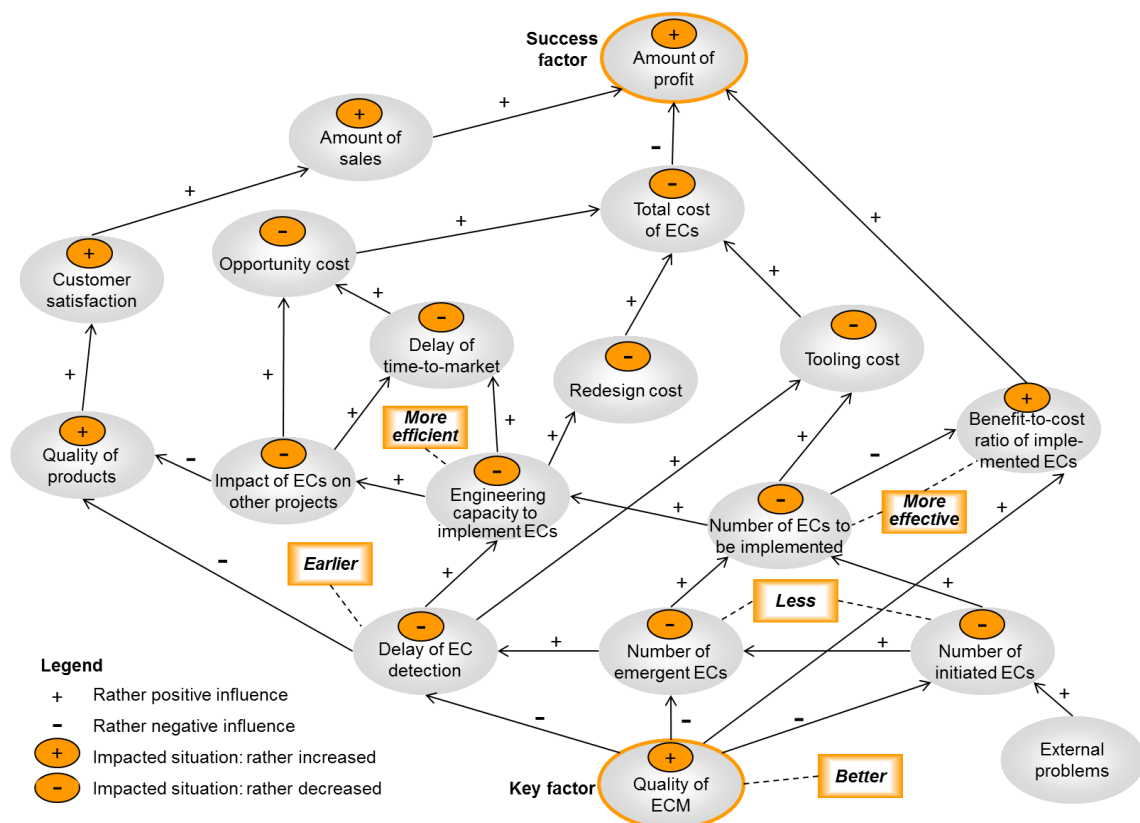 Success
factor
+
Amount of
profit
+
Amount of
sales
+
-
-
Total cost
of ECs
+
+
+
-
Opportunity cost
+
Customer
satisfaction
+
+
-
Delay of
time-to-market
+
-
Redesign cost
-
Tooling cost
+
+
+
+
+
+
Benefit-to-cost
ratio of imple-
mented ECs
More
efficient
+
Quality of
products
-
-
Impact of ECs on
other projects
+
-
Engineering
capacity to
implement ECs
+
+
+
-
+
-
Number of ECs to
be implemented
More
effective
+
-
Earlier
+
+
Less
+
-
Delay of EC
detection
+
-
Number of
emergent ECs
+
-
Number of
initiated ECs
-
-
-
+
+
Quality of
ECM
Key factor
Better
External
problems
Legend
+ Rather positive influence
- Rather negative influence
+ Impacted situation: rather increased
- Impacted situation: rather decreased